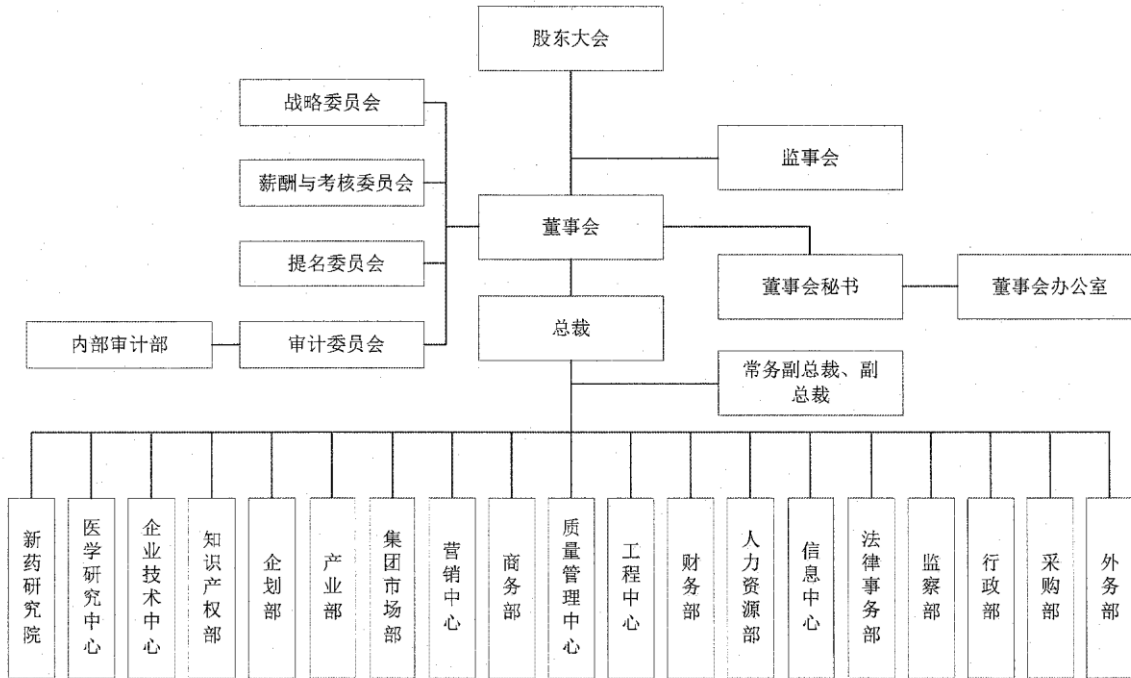 股东大会
战略委员会
监事会
薪酬与考核委员会
董事会
提名委员会
董事会秘书
董事会办公室
总裁
内部审计部
审计委员会
常务副总裁、副
总裁
新药研究院
医学研究中心
企业技术中心
知识产权部
企划部
产业部
集团市场部
营销中心
商务部
质量管理中心
工程中心
财务部
人力资源部
信息中心
法律事务部
监察部
行政部
采购部
外务部